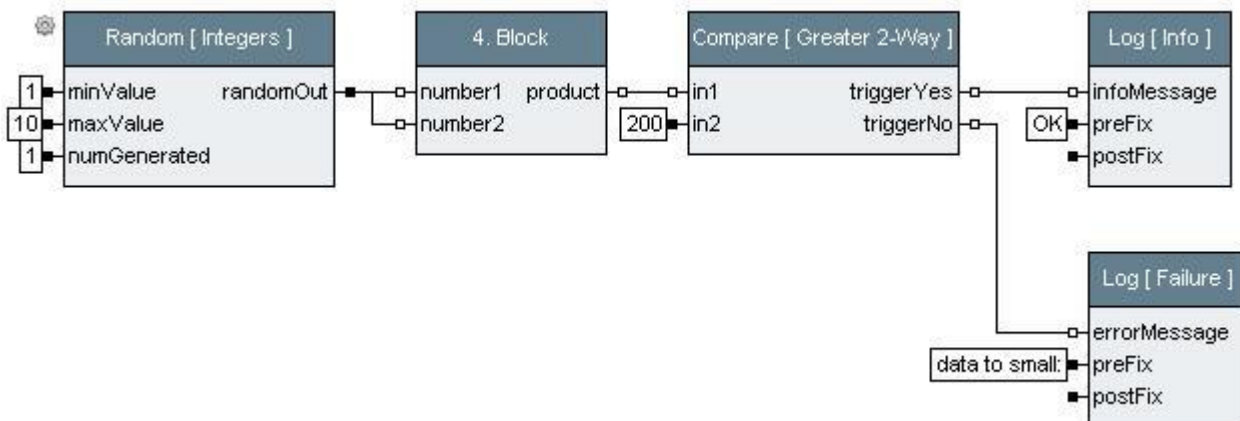 Random [ Integers ]
1 minValue randomOut
10 maxValue
1 numGenerated
4. Block
number1 product
number2
Compare [ Greater 2-Way ]
in1 triggerYes
200 in2 triggerNo
Log [ Info ]
infoMessage
OK preFix
postFix
Log [ Failure ]
errorMessage
data to small: preFix
postFix